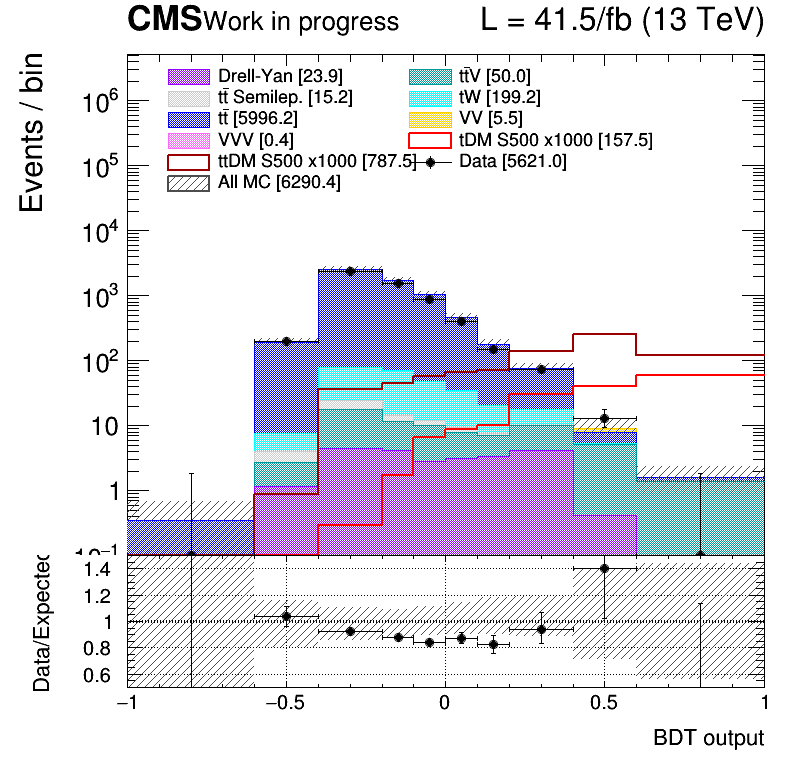 CMS Work in progress L = 41.5/fb (13 TeV)
Events / bin
10⁶
10⁵
10⁴
10³
10²
10
1
10⁻¹
Drell-Yan [23.9]
tt̄V [50.0]
tt̄ Semilep. [15.2]
tW [199.2]
tt̄ [5996.2]
VV [5.5]
VVV [0.4]
tDM S500 x1000 [157.5]
ttDM S500 x1000 [787.5]
Data [5621.0]
All MC [6290.4]
Data/Expected
1.4
1.2
1
0.8
0.6
−1 −0.5 0 0.5 1
BDT output